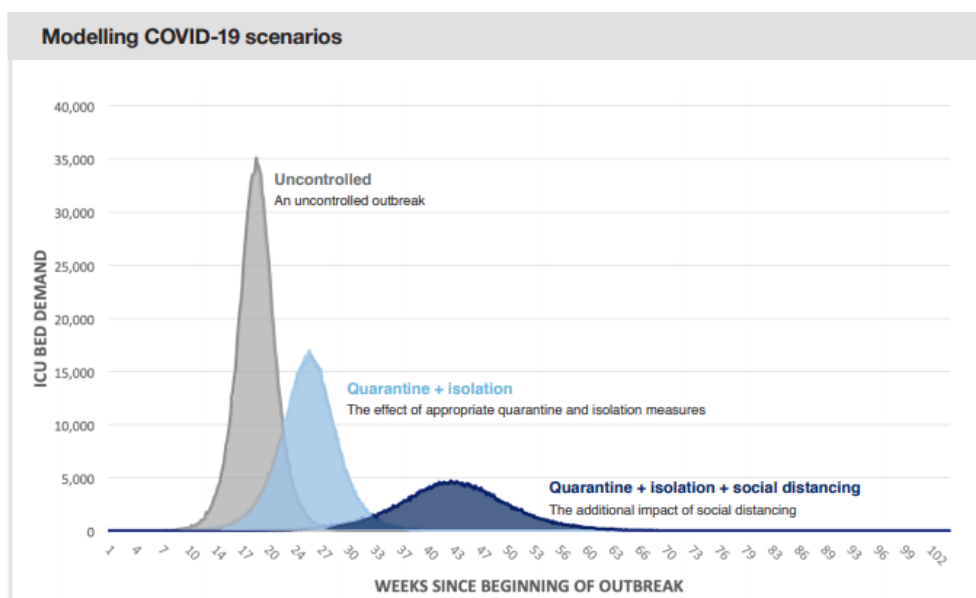 Modelling COVID-19 scenarios
40,000
35,000
Uncontrolled
An uncontrolled outbreak
30,000
25,000
20,000
15,000
Quarantine + isolation
The effect of appropriate quarantine and isolation measures
10,000
5,000
Quarantine + isolation + social distancing
The additional impact of social distancing
0
ICU BED DEMAND
1 4 7 10 14 17 20 24 27 30 33 37 40 43 47 50 53 56 60 63 66 70 73 76 79 83 86 89 93 96 99 102
WEEKS SINCE BEGINNING OF OUTBREAK